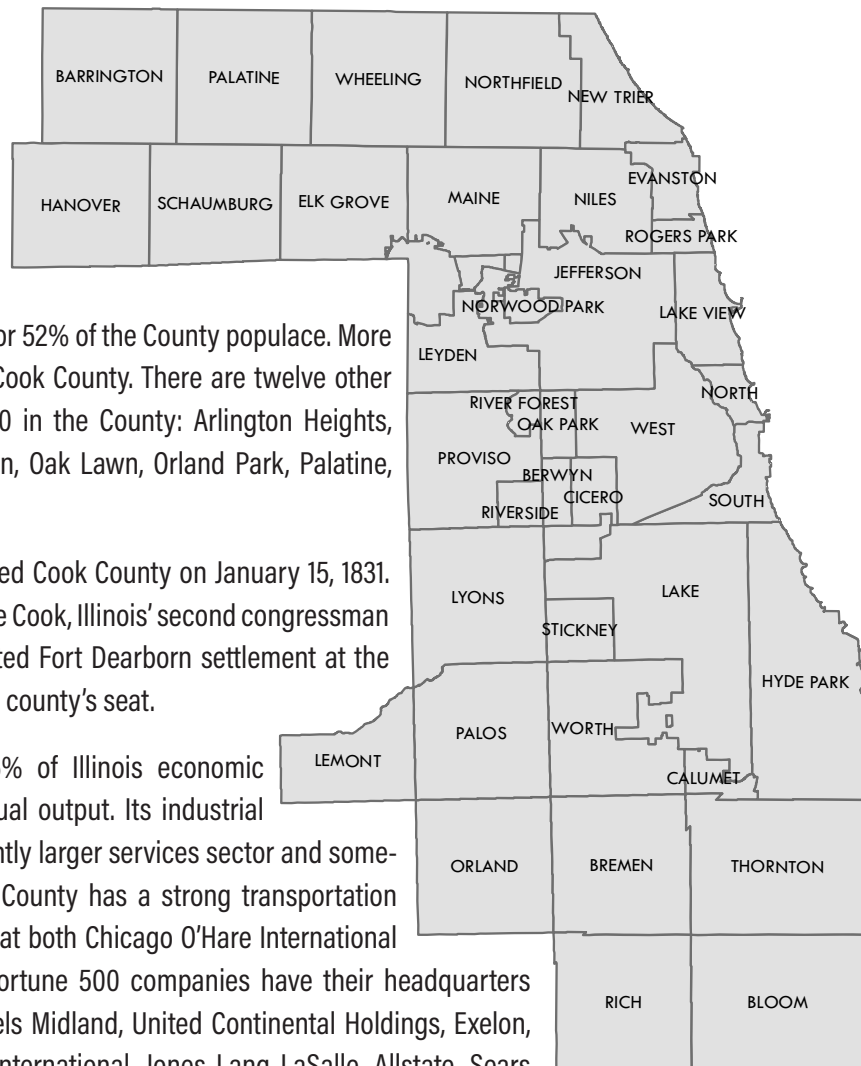 BARRINGTON PALATINE WHEELING NORTHFIELD
NEW TRIER
HANOVER SCHAUMBURG ELK GROVE MAINE NILES EVANSTON
ROGERS PARK
JEFFERSON
NORWOOD PARK LAKE VIEW
LEYDEN
NORTH
RIVER FOREST
OAK PARK WEST
PROVISO
BERWYN
CICERO SOUTH
RIVERSIDE
LYONS LAKE
STICKNEY
HYDE PARK
PALOS WORTH
LEMONT
CALUMET
ORLAND BREMEN THORNTON
RICH BLOOM
or 52% of the County populace. More
Cook County. There are twelve other
0 in the County: Arlington Heights,
n, Oak Lawn, Orland Park, Palatine,
ed Cook County on January 15, 1831.
e Cook, Illinois' second congressman
ted Fort Dearborn settlement at the
county's seat.
% of Illinois economic
ual output. Its industrial
ntly larger services sector and some-
County has a strong transportation
at both Chicago O'Hare International
ortune 500 companies have their headquarters
els Midland, United Continental Holdings, Exelon,
International, Jones Lang LaSalle, Allstate, Sears